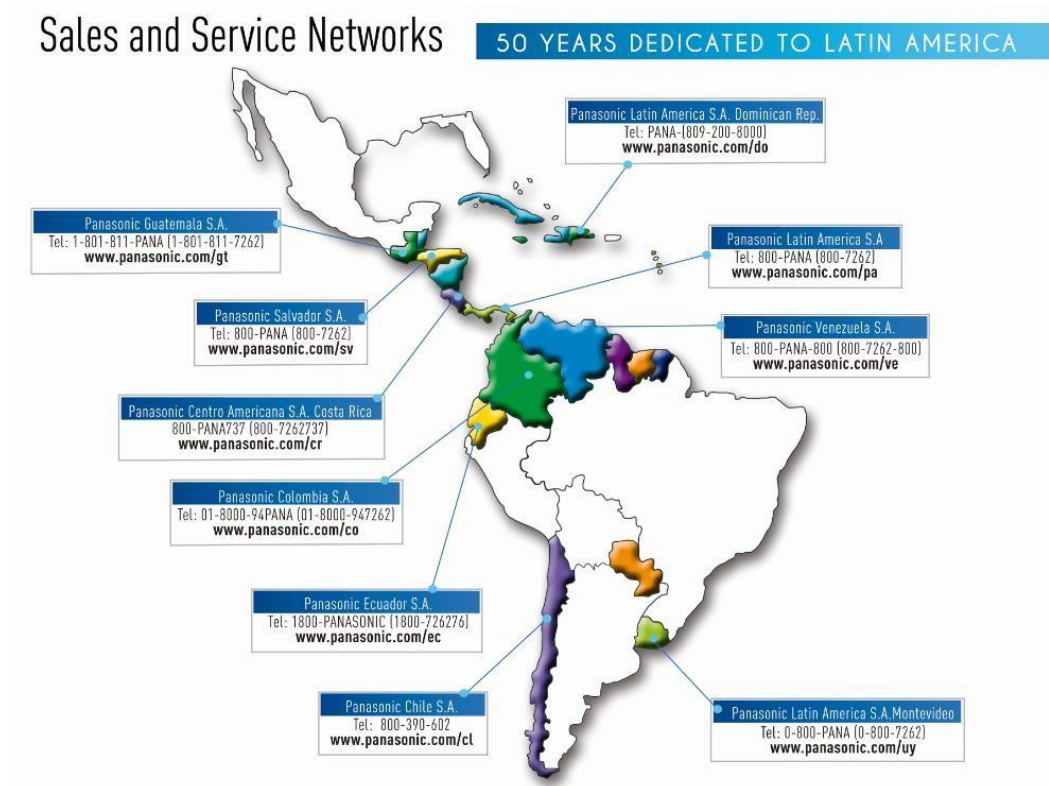 Sales and Service Networks
50 YEARS DEDICATED TO LATIN AMERICA
Panasonic Latin America S.A. Dominican Rep.
Tel: PANA-(809-200-8000)
www.panasonic.com/do
Panasonic Guatemala S.A.
Tel: 1-801-811-PANA (1-801-811-7262)
www.panasonic.com/gt
Panasonic Latin America S.A
Tel: 800-PANA (800-7262)
www.panasonic.com/pa
Panasonic Salvador S.A.
Tel: 800-PANA (800-7262)
www.panasonic.com/sv
Panasonic Venezuela S.A.
Tel: 800-PANA-800 (800-7262-800)
www.panasonic.com/ve
Panasonic Centro Americana S.A. Costa Rica
800-PANA737 (800-7262737)
www.panasonic.com/cr
Panasonic Colombia S.A.
Tel: 01-8000-94PANA (01-8000-947262)
www.panasonic.com/co
Panasonic Ecuador S.A.
Tel: 1800-PANASONIC (1800-726276)
www.panasonic.com/ec
Panasonic Chile S.A.
Tel: 800-390-602
www.panasonic.com/cl
Panasonic Latin America S.A.Montevideo
Tel: 0-800-PANA (0-800-7262)
www.panasonic.com/uy